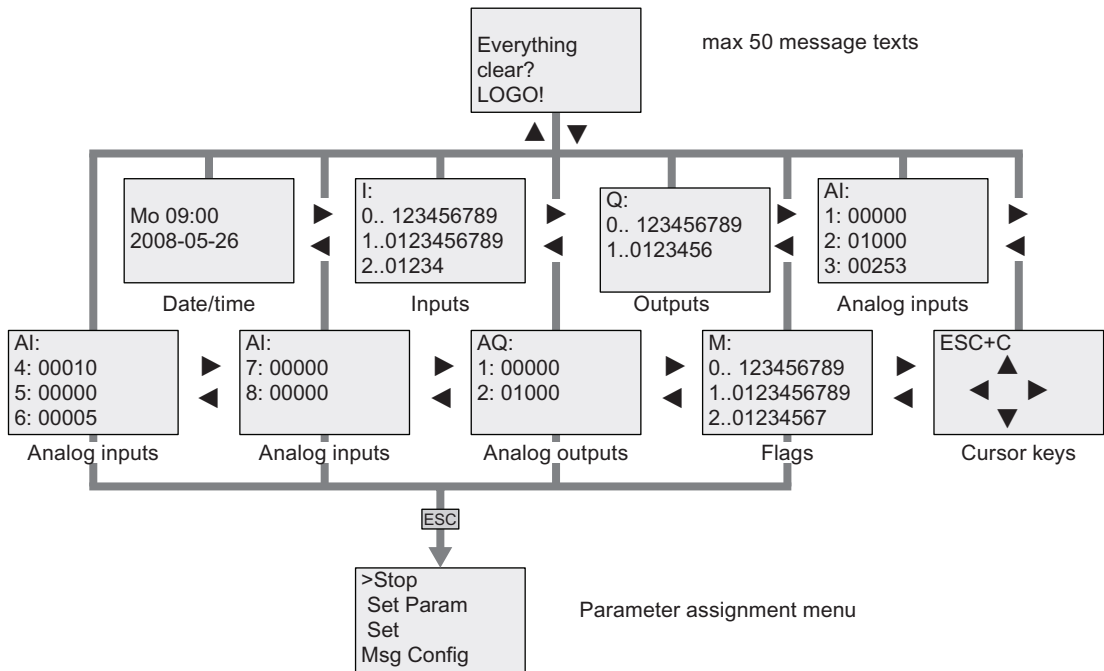 Everything
clear?
LOGO!
max 50 message texts
Mo 09:00
2008-05-26
Date/time
I:
0.. 123456789
1..0123456789
2..01234
Inputs
Q:
0.. 123456789
1..0123456
Outputs
AI:
1: 00000
2: 01000
3: 00253
Analog inputs
AI:
4: 00010
5: 00000
6: 00005
Analog inputs
AI:
7: 00000
8: 00000
Analog inputs
AQ:
1: 00000
2: 01000
Analog outputs
M:
0.. 123456789
1..0123456789
2..01234567
Flags
ESC+C
Cursor keys
ESC
>Stop
Set Param
Set
Msg Config
Parameter assignment menu